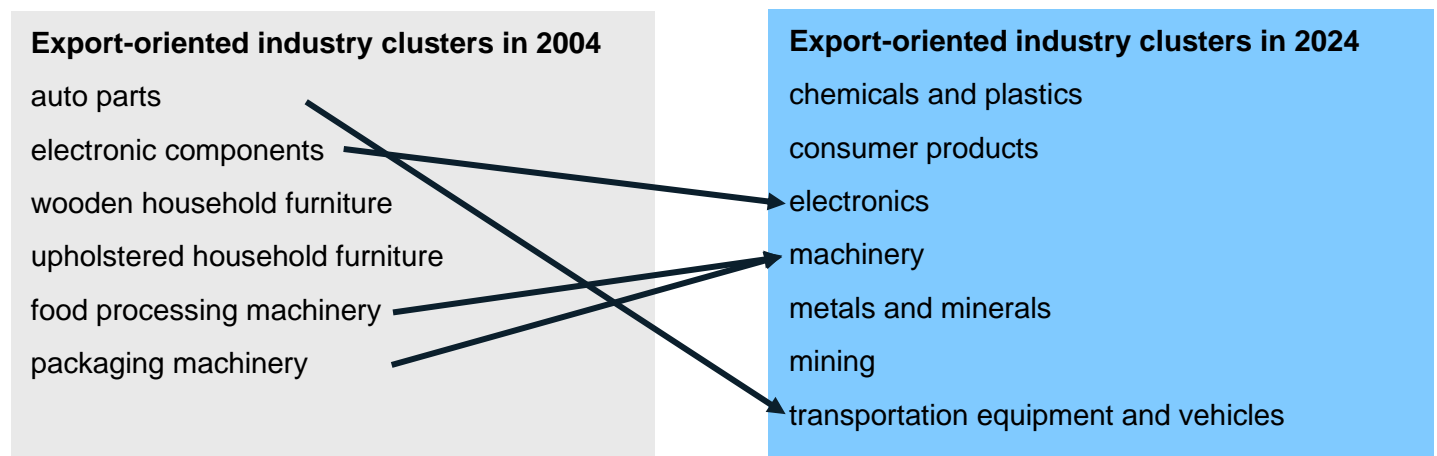 Export-oriented industry clusters in 2004
auto parts
electronic components
wooden household furniture
upholstered household furniture
food processing machinery
packaging machinery
Export-oriented industry clusters in 2024
chemicals and plastics
consumer products
electronics
machinery
metals and minerals
mining
transportation equipment and vehicles